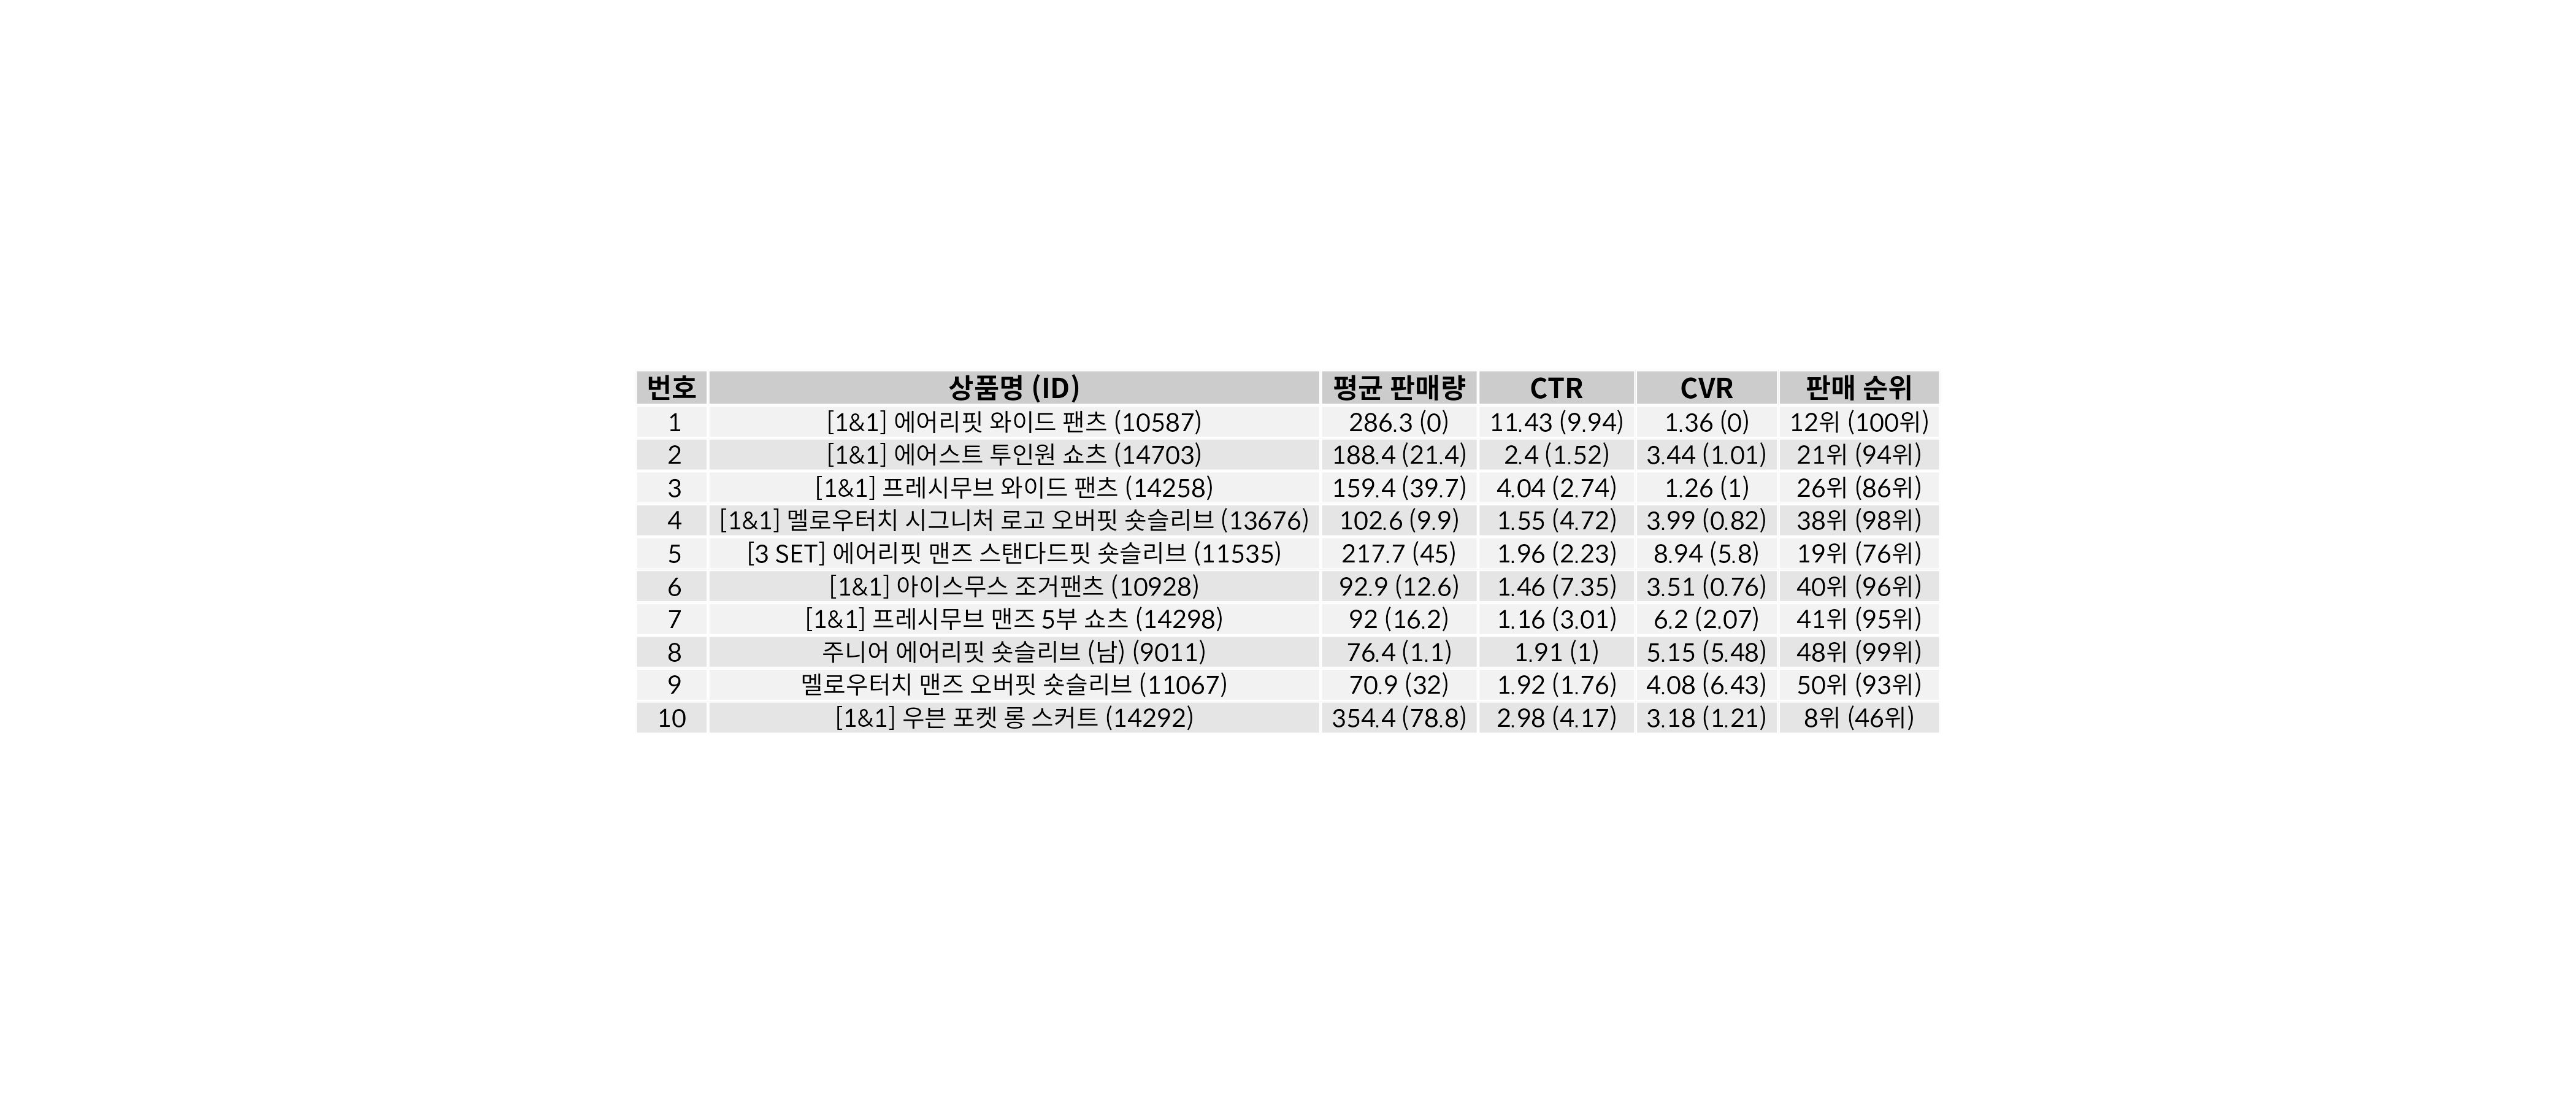 번호 상품명 (ID) 평균 판매량 CTR CVR 판매 순위
1 [1&1] 에어리핏 와이드 팬츠 (10587) 286.3 (0) 11.43 (9.94) 1.36 (0) 12위 (100위)
2 [1&1] 에어스트 투인원 쇼츠 (14703) 188.4 (21.4) 2.4 (1.52) 3.44 (1.01) 21위 (94위)
3 [1&1] 프레시무브 와이드 팬츠 (14258) 159.4 (39.7) 4.04 (2.74) 1.26 (1) 26위 (86위)
4 [1&1] 멜로우터치 시그니처 로고 오버핏 숏슬리브 (13676) 102.6 (9.9) 1.55 (4.72) 3.99 (0.82) 38위 (98위)
5 [3 SET] 에어리핏 맨즈 스탠다드핏 숏슬리브 (11535) 217.7 (45) 1.96 (2.23) 8.94 (5.8) 19위 (76위)
6 [1&1] 아이스무스 조거팬츠 (10928) 92.9 (12.6) 1.46 (7.35) 3.51 (0.76) 40위 (96위)
7 [1&1] 프레시무브 맨즈 5부 쇼츠 (14298) 92 (16.2) 1.16 (3.01) 6.2 (2.07) 41위 (95위)
8 주니어 에어리핏 숏슬리브 (남) (9011) 76.4 (1.1) 1.91 (1) 5.15 (5.48) 48위 (99위)
9 멜로우터치 맨즈 오버핏 숏슬리브 (11067) 70.9 (32) 1.92 (1.76) 4.08 (6.43) 50위 (93위)
10 [1&1] 우븐 포켓 롱 스커트 (14292) 354.4 (78.8) 2.98 (4.17) 3.18 (1.21) 8위 (46위)